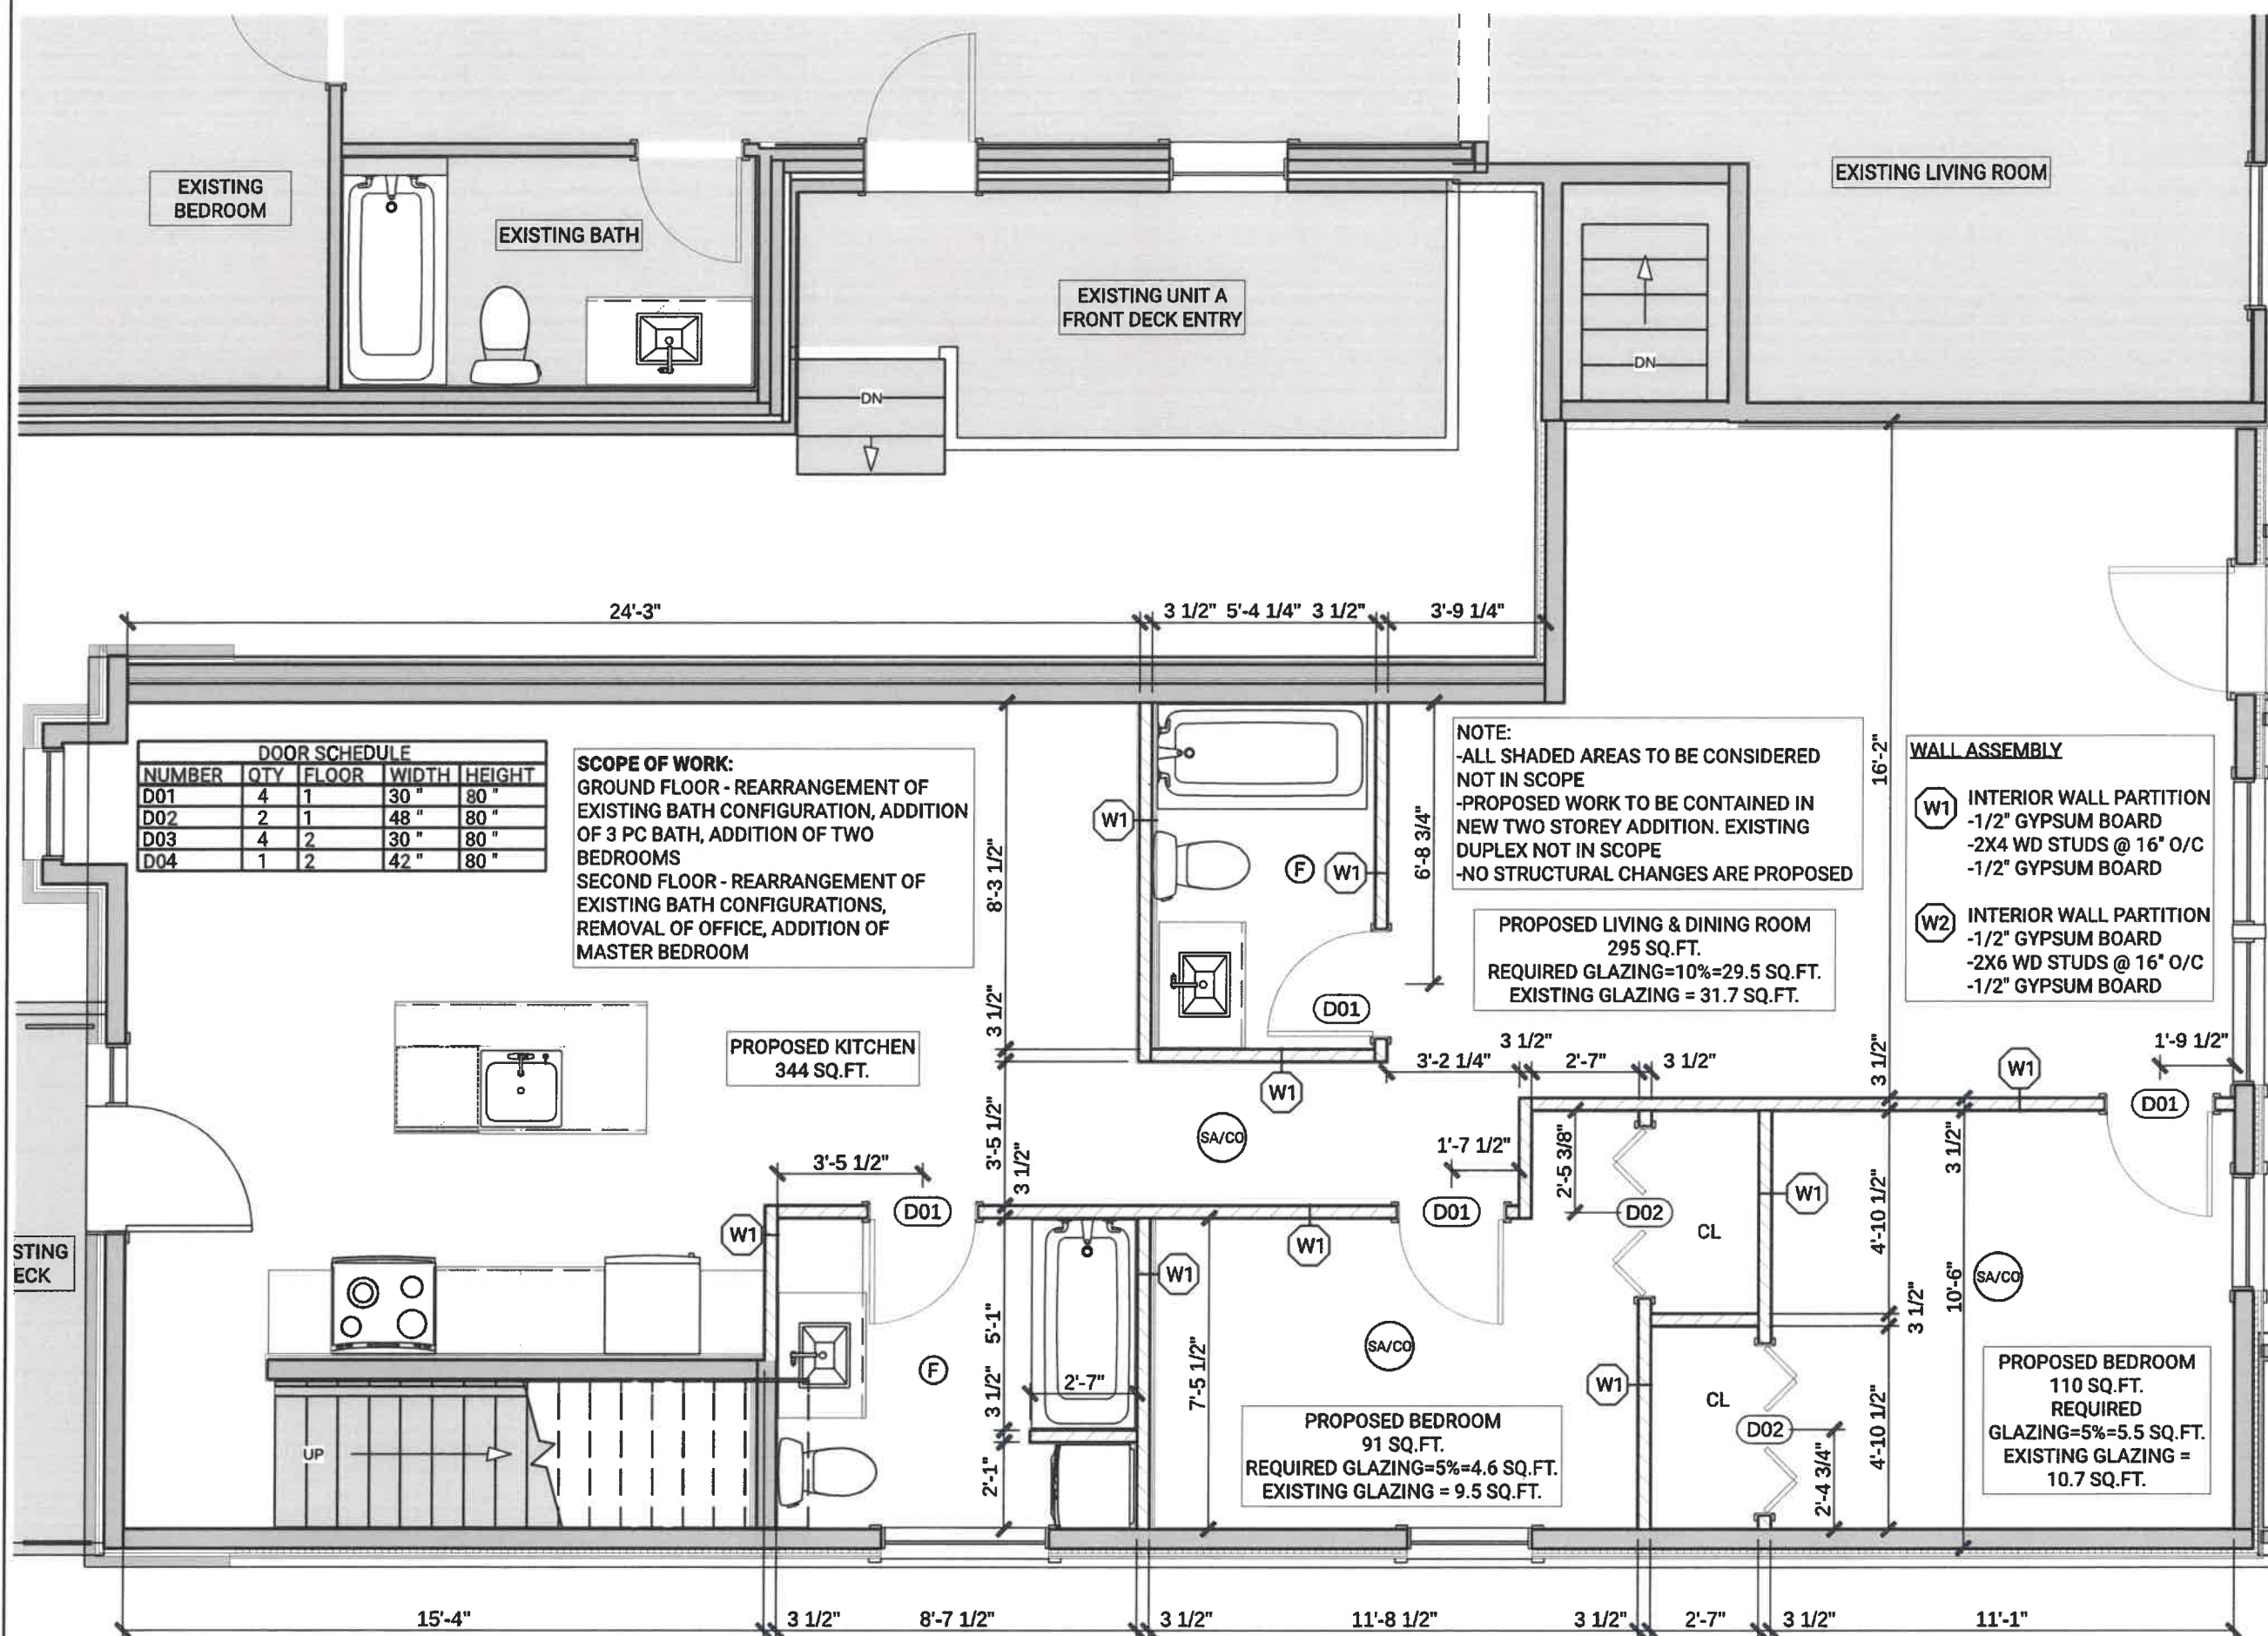 EXISTING
BEDROOM
EXISTING BATH
EXISTING UNIT A
FRONT DECK ENTRY
DN
DN
EXISTING LIVING ROOM
24'-3"
3 1/2"
5'-4 1/4"
3 1/2"
3'-9 1/4"
DOOR SCHEDULE
NUMBER QTY FLOOR WIDTH HEIGHT
D01 4 1 30 " 80 "
D02 2 1 48 " 80 "
D03 4 2 30 " 80 "
D04 1 2 42 " 80 "
SCOPE OF WORK:
GROUND FLOOR - REARRANGEMENT OF
EXISTING BATH CONFIGURATION, ADDITION
OF 3 PC BATH, ADDITION OF TWO
BEDROOMS
SECOND FLOOR - REARRANGEMENT OF
EXISTING BATH CONFIGURATIONS,
REMOVAL OF OFFICE, ADDITION OF
MASTER BEDROOM
8'-3 1/2"
3 1/2"
3'-5 1/2"
3 1/2"
W1
F
W1
6'-8 3/4"
D01
W1
NOTE:
-ALL SHADED AREAS TO BE CONSIDERED
NOT IN SCOPE
-PROPOSED WORK TO BE CONTAINED IN
NEW TWO STOREY ADDITION. EXISTING
DUPLEX NOT IN SCOPE
-NO STRUCTURAL CHANGES ARE PROPOSED
PROPOSED LIVING & DINING ROOM
295 SQ.FT.
REQUIRED GLAZING=10%=29.5 SQ.FT.
EXISTING GLAZING = 31.7 SQ.FT.
16'-2"
3 1/2"
WALL ASSEMBLY
W1
INTERIOR WALL PARTITION
-1/2" GYPSUM BOARD
-2X4 WD STUDS @ 16" O/C
-1/2" GYPSUM BOARD
W2
INTERIOR WALL PARTITION
-1/2" GYPSUM BOARD
-2X6 WD STUDS @ 16" O/C
-1/2" GYPSUM BOARD
PROPOSED KITCHEN
344 SQ.FT.
3'-2 1/4"
3 1/2"
2'-7"
3 1/2"
W1
1'-9 1/2"
D01
SA/CO
3'-5 1/2"
D01
W1
1'-7 1/2"
D01
W1
W1
2'-5 3/8"
D02
CL
W1
4'-10 1/2"
3 1/2"
4'-10 1/2"
3 1/2"
10'-6"
SA/CO
STING
ECK
UP
F
5'-1"
3 1/2"
2'-1"
2'-7"
7'-5 1/2"
SA/CO
W1
PROPOSED BEDROOM
91 SQ.FT.
REQUIRED GLAZING=5%=4.6 SQ.FT.
EXISTING GLAZING = 9.5 SQ.FT.
CL
D02
2'-4 3/4"
PROPOSED BEDROOM
110 SQ.FT.
REQUIRED
GLAZING=5%=5.5 SQ.FT.
EXISTING GLAZING =
10.7 SQ.FT.
15'-4"
3 1/2"
8'-7 1/2"
3 1/2"
11'-8 1/2"
3 1/2"
2'-7"
3 1/2"
11'-1"